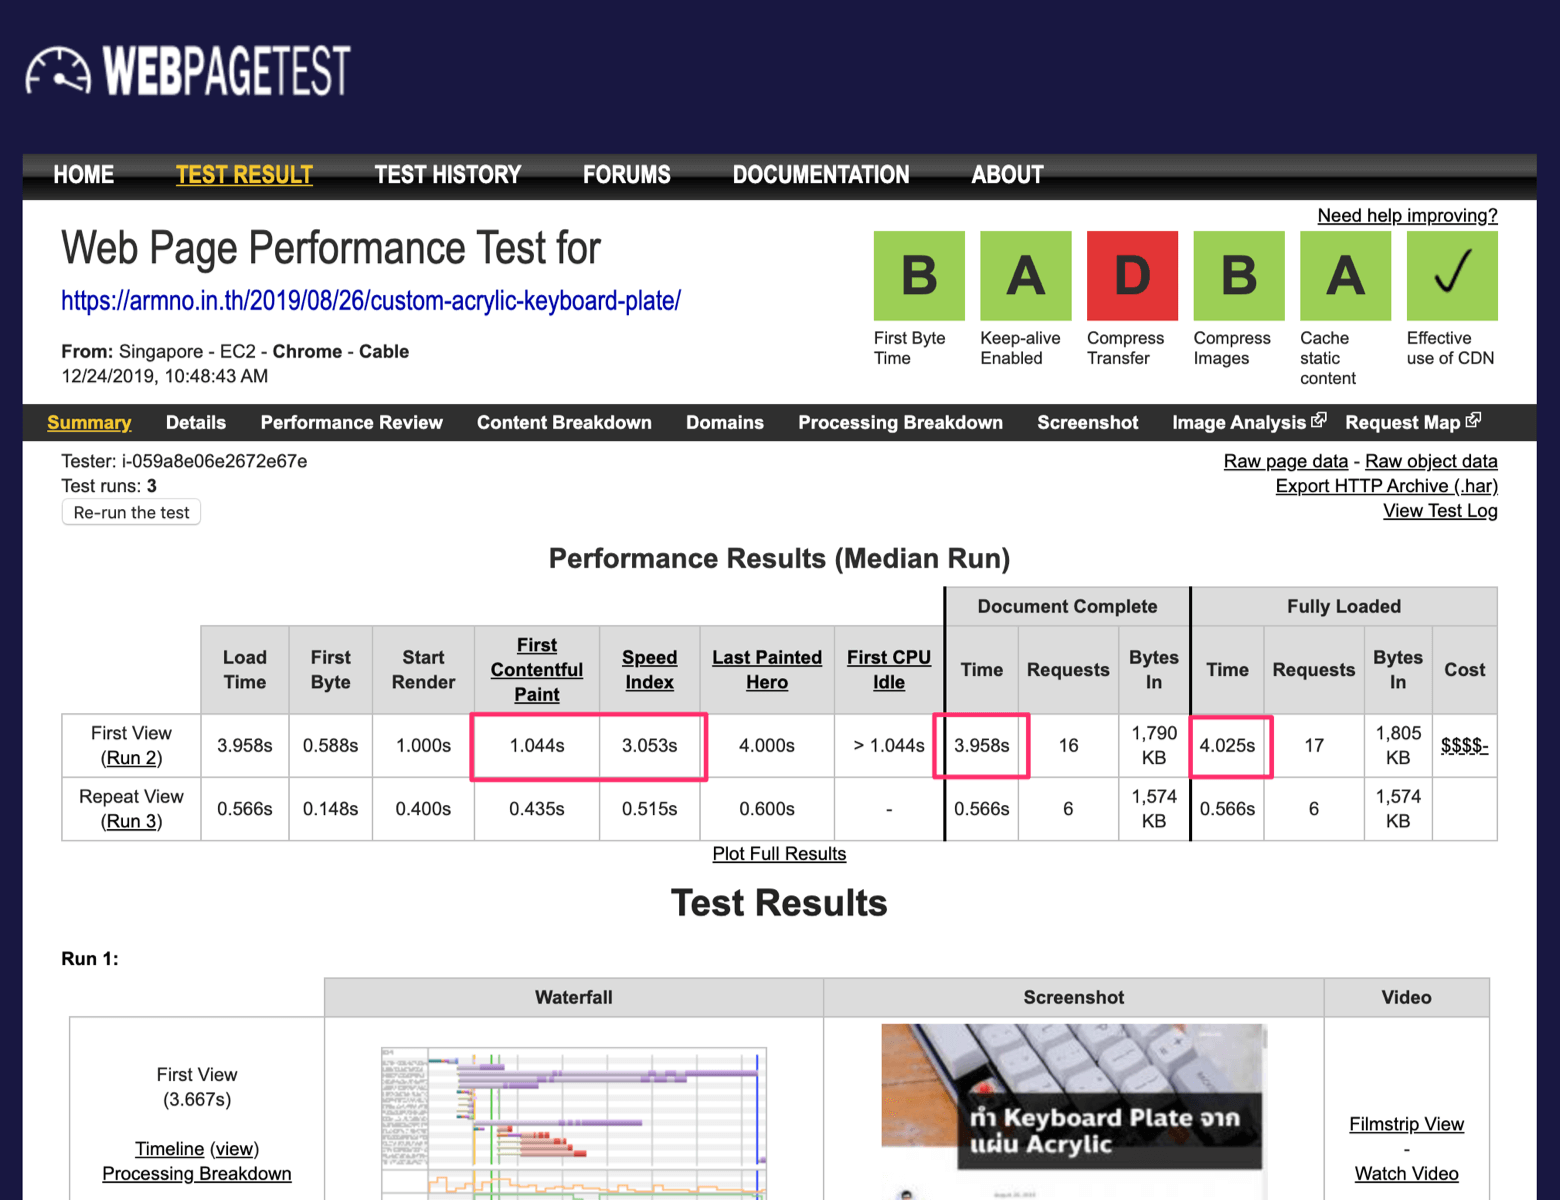 WEBPAGETEST
HOME TEST RESULT TEST HISTORY FORUMS DOCUMENTATION ABOUT
Need help improving?
Web Page Performance Test for
https://armno.in.th/2019/08/26/custom-acrylic-keyboard-plate/
From: Singapore - EC2 - Chrome - Cable
12/24/2019, 10:48:43 AM
B A D B A ✓
First Byte Time
Keep-alive Enabled
Compress Transfer
Compress Images
Cache static content
Effective use of CDN
Summary Details Performance Review Content Breakdown Domains Processing Breakdown Screenshot Image Analysis Request Map
Tester: i-059a8e06e2672e67e
Test runs: 3
Re-run the test
Raw page data - Raw object data
Export HTTP Archive (.har)
View Test Log
Performance Results (Median Run)
Document Complete Fully Loaded
Load Time First Byte Start Render First Contentful Paint Speed Index Last Painted Hero First CPU Idle Time Requests Bytes In Time Requests Bytes In Cost
First View (Run 2) 3.958s 0.588s 1.000s 1.044s 3.053s 4.000s > 1.044s 3.958s 16 1,790 KB 4.025s 17 1,805 KB $$$$-
Repeat View (Run 3) 0.566s 0.148s 0.400s 0.435s 0.515s 0.600s - 0.566s 6 1,574 KB 0.566s 6 1,574 KB
Plot Full Results
Test Results
Run 1:
Waterfall Screenshot Video
First View
(3.667s)
Timeline (view)
Processing Breakdown
ทำ Keyboard Plate จาก
แผ่น Acrylic
Filmstrip View
-
Watch Video